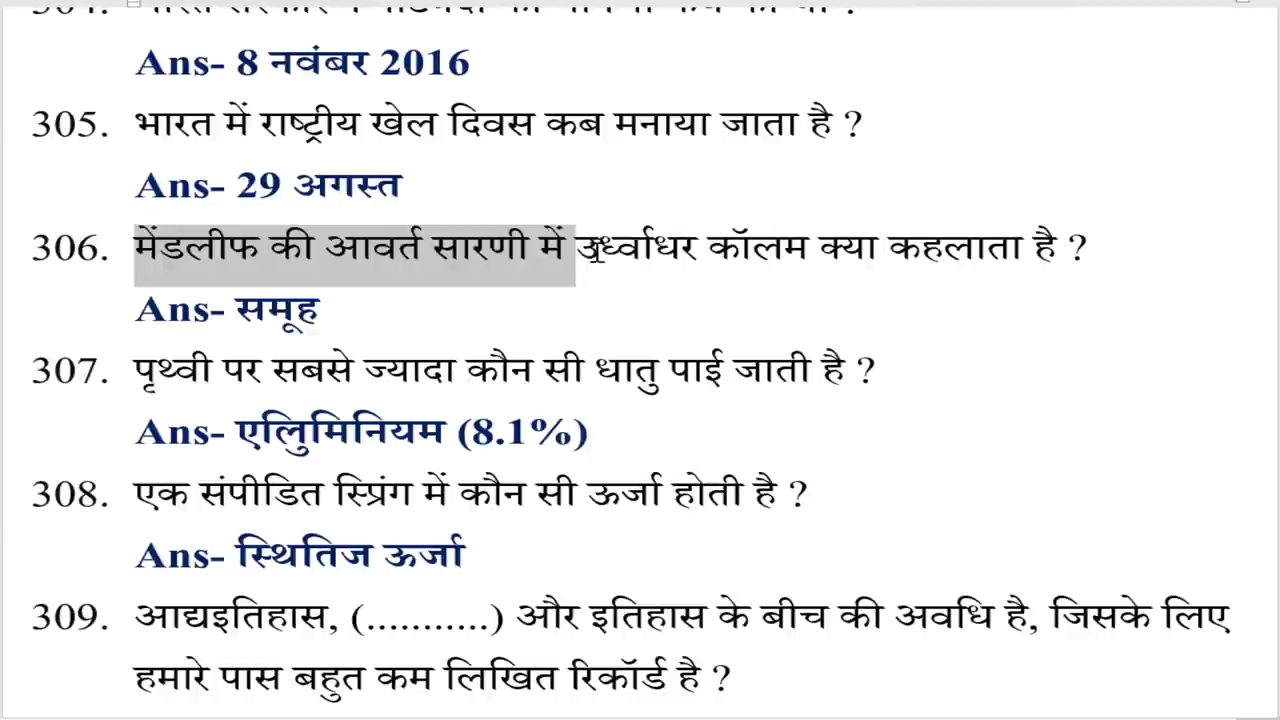 Ans- 8 नवंबर 2016
305. भारत में राष्ट्रीय खेल दिवस कब मनाया जाता है ?
Ans- 29 अगस्त
306. मेंडलीफ की आवर्त सारणी में उर्ध्वाधर कॉलम क्या कहलाता है ?
Ans- समूह
307. पृथ्वी पर सबसे ज्यादा कौन सी धातु पाई जाती है ?
Ans- एलुिमिनियम (8.1%)
308. एक संपीडित स्प्रिंग में कौन सी ऊर्जा होती है ?
Ans- स्थितिज ऊर्जा
309. आद्यइतिहास, (............) और इतिहास के बीच की अवधि है, जिसके लिए
हमारे पास बहुत कम लिखित रिकॉर्ड है ?